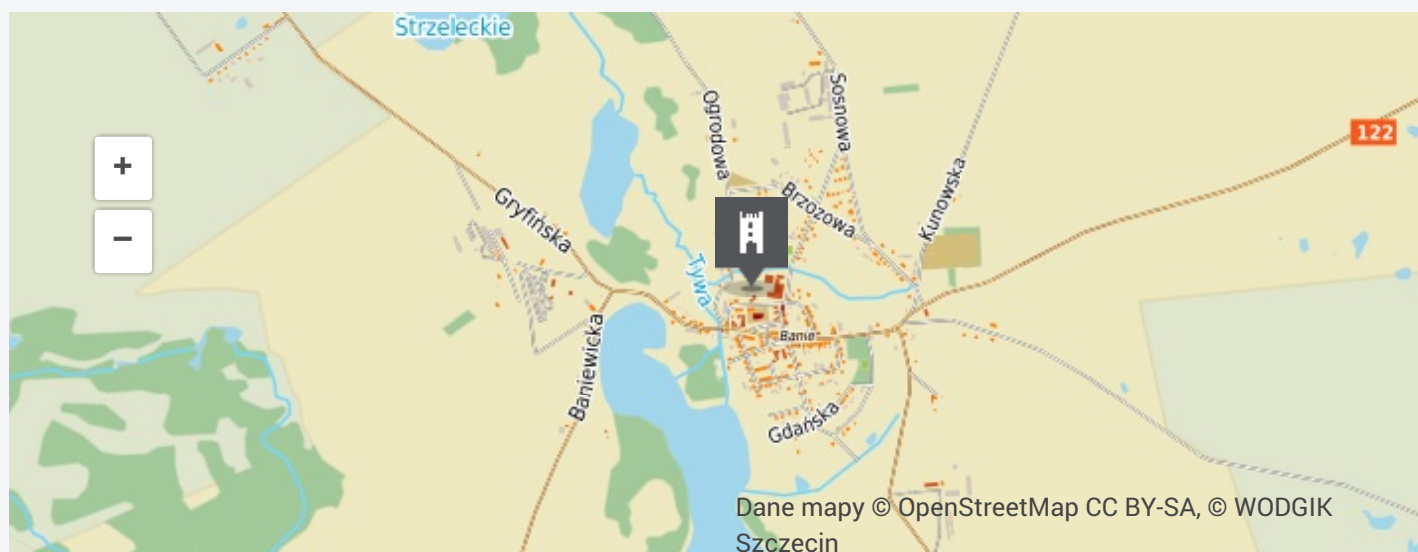 Strzeleckie
Ogrodowa
Sosnowa
122
+
Gryfińska
Brzozowa
Kunowska
−
Tywa
Banie
Baniewicka
Gdańska
Dane mapy © OpenStreetMap CC BY-SA, © WODGIK
Szczecin